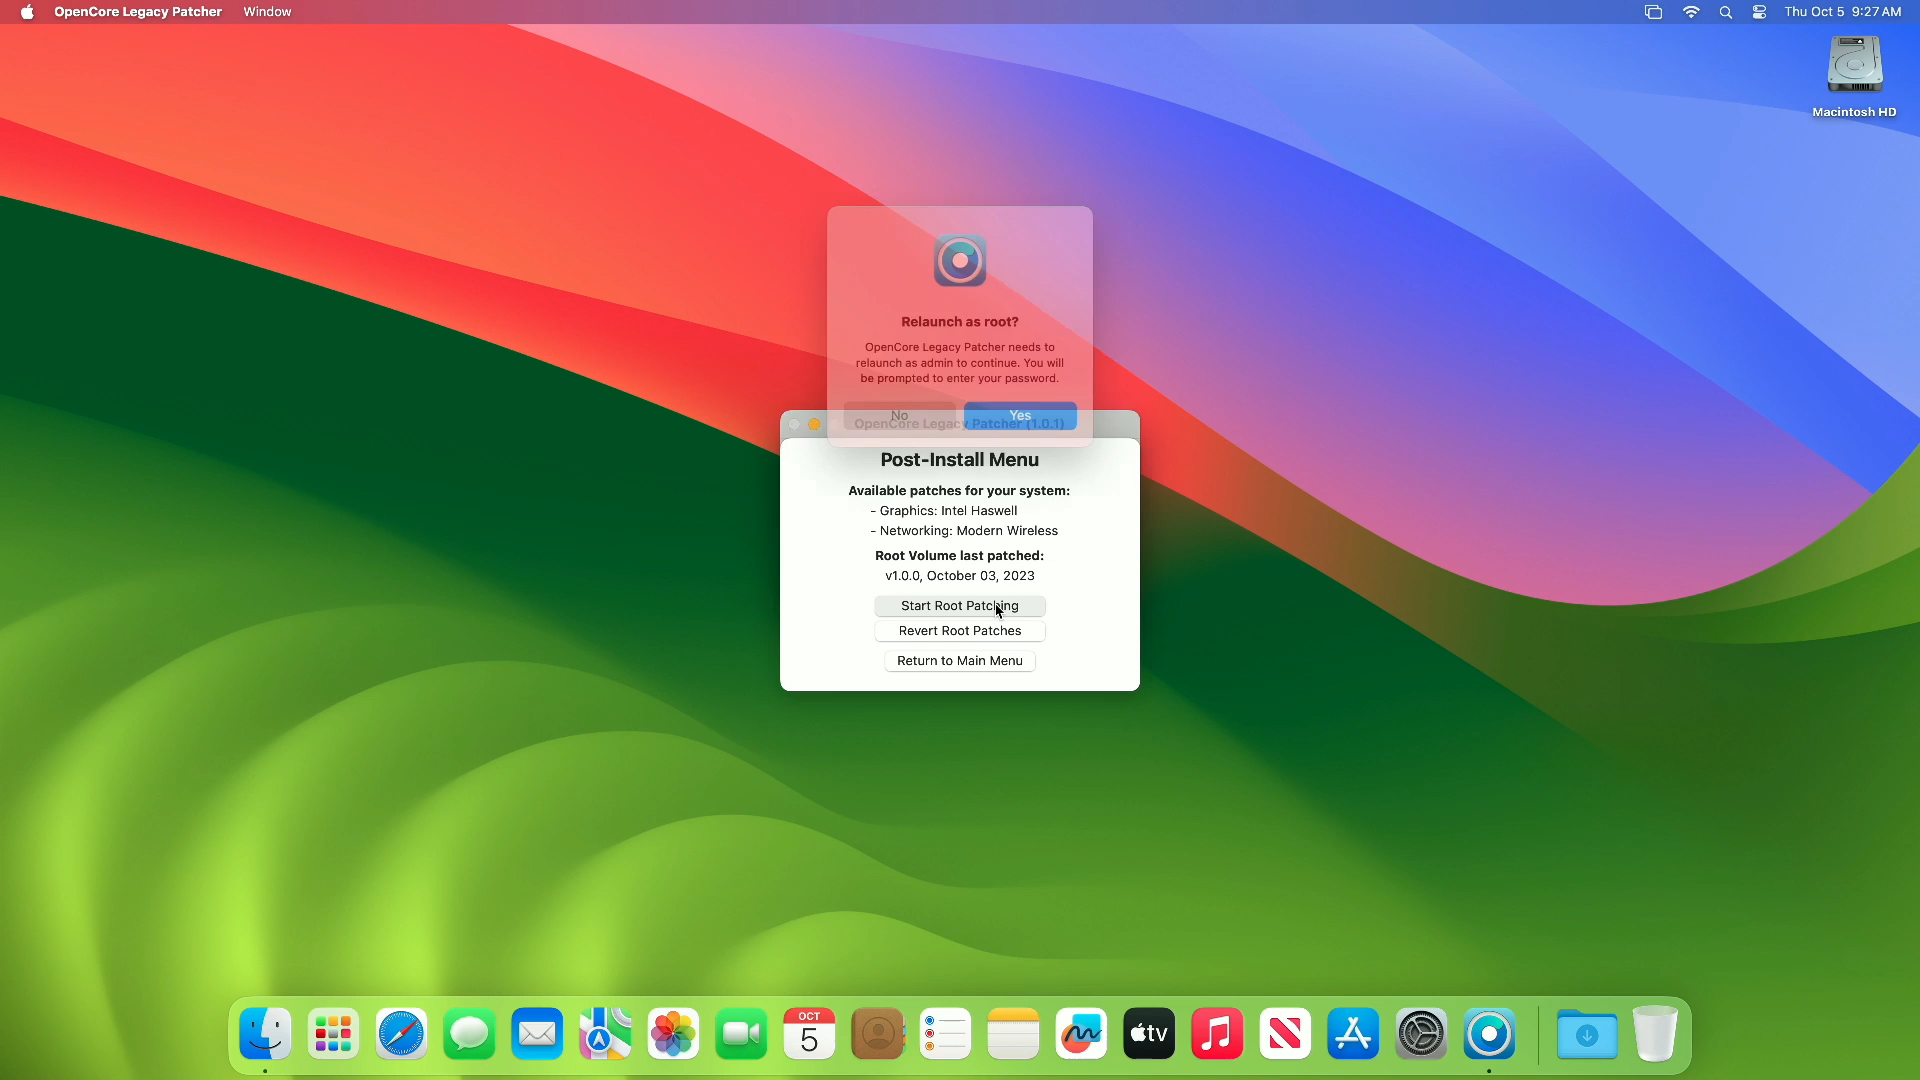 OpenCore Legacy Patcher Window
Thu Oct 5 9:27 AM
Macintosh HD
Relaunch as root?
OpenCore Legacy Patcher needs to
relaunch as admin to continue. You will
be prompted to enter your password.
No Yes
OpenCore Legacy Patcher (1.0.1)
Post-Install Menu
Available patches for your system:
- Graphics: Intel Haswell
- Networking: Modern Wireless
Root Volume last patched:
v1.0.0, October 03, 2023
Start Root Patching
Revert Root Patches
Return to Main Menu
OCT
5
tv